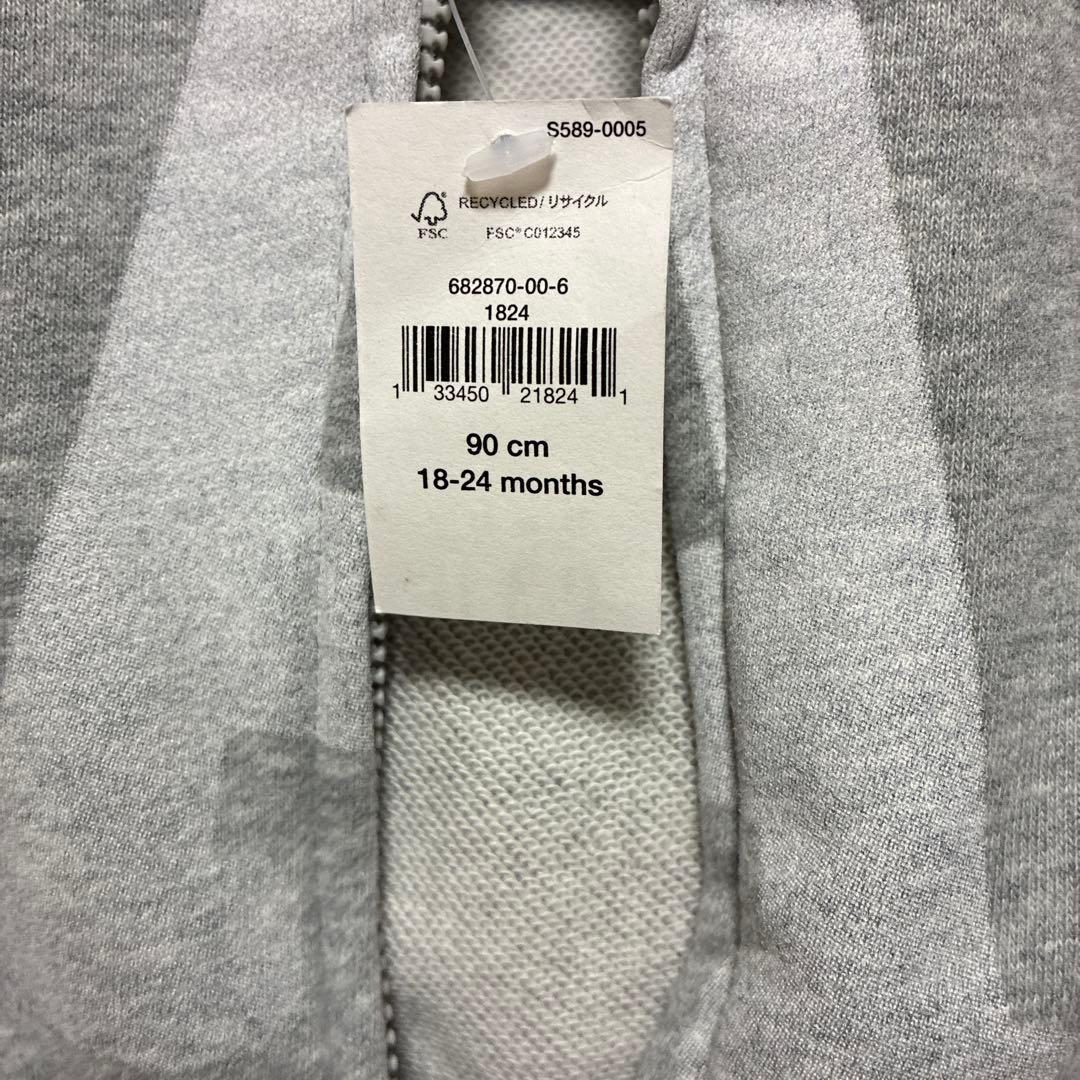 S589-0005
RECYCLED/リサイクル
FSC FSC® C012345
682870-00-6
1824
1 33450 21824 1
90 cm
18-24 months